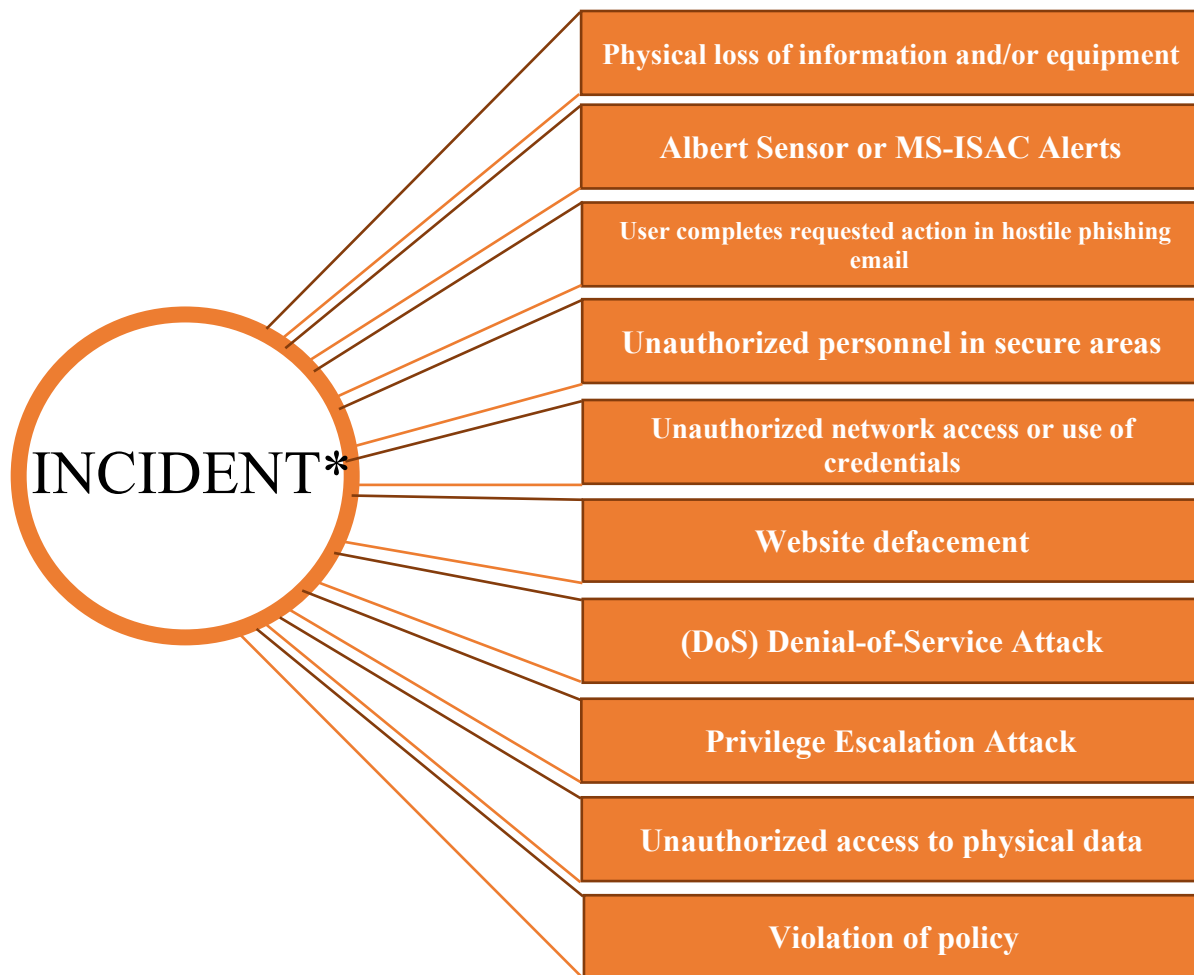 Physical loss of information and/or equipment
Albert Sensor or MS-ISAC Alerts
User completes requested action in hostile phishing
email
Unauthorized personnel in secure areas
INCIDENT*
Unauthorized network access or use of
credentials
Website defacement
(DoS) Denial-of-Service Attack
Privilege Escalation Attack
Unauthorized access to physical data
Violation of policy